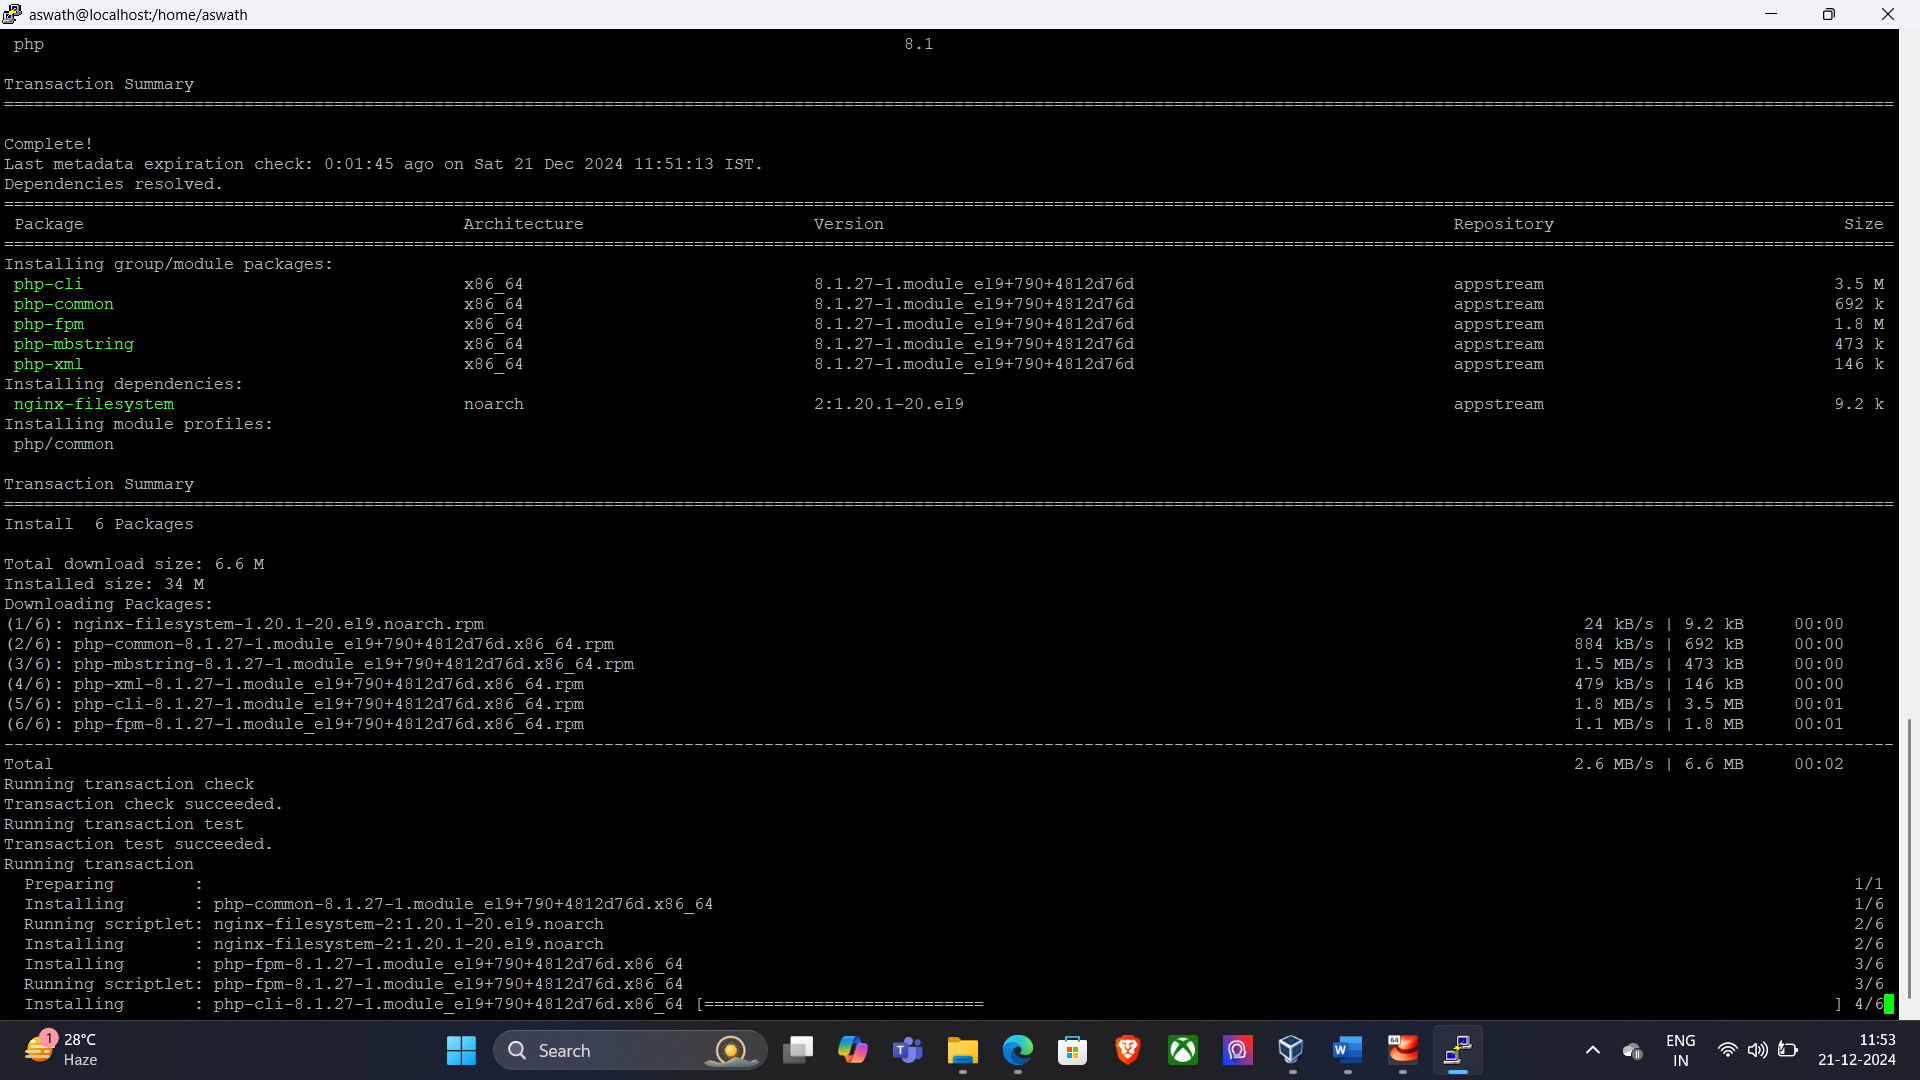 aswath@localhost:/home/aswath
php 8.1
Transaction Summary
================================================================================
Complete!
Last metadata expiration check: 0:01:45 ago on Sat 21 Dec 2024 11:51:13 IST.
Dependencies resolved.
================================================================================
Package Architecture Version Repository Size
================================================================================
Installing group/module packages:
php-cli x86_64 8.1.27-1.module_el9+790+4812d76d appstream 3.5 M
php-common x86_64 8.1.27-1.module_el9+790+4812d76d appstream 692 k
php-fpm x86_64 8.1.27-1.module_el9+790+4812d76d appstream 1.8 M
php-mbstring x86_64 8.1.27-1.module_el9+790+4812d76d appstream 473 k
php-xml x86_64 8.1.27-1.module_el9+790+4812d76d appstream 146 k
Installing dependencies:
nginx-filesystem noarch 2:1.20.1-20.el9 appstream 9.2 k
Installing module profiles:
php/common
Transaction Summary
================================================================================
Install 6 Packages
Total download size: 6.6 M
Installed size: 34 M
Downloading Packages:
(1/6): nginx-filesystem-1.20.1-20.el9.noarch.rpm 24 kB/s | 9.2 kB 00:00
(2/6): php-common-8.1.27-1.module_el9+790+4812d76d.x86_64.rpm 884 kB/s | 692 kB 00:00
(3/6): php-mbstring-8.1.27-1.module_el9+790+4812d76d.x86_64.rpm 1.5 MB/s | 473 kB 00:00
(4/6): php-xml-8.1.27-1.module_el9+790+4812d76d.x86_64.rpm 479 kB/s | 146 kB 00:00
(5/6): php-cli-8.1.27-1.module_el9+790+4812d76d.x86_64.rpm 1.8 MB/s | 3.5 MB 00:01
(6/6): php-fpm-8.1.27-1.module_el9+790+4812d76d.x86_64.rpm 1.1 MB/s | 1.8 MB 00:01
--------------------------------------------------------------------------------
Total 2.6 MB/s | 6.6 MB 00:02
Running transaction check
Transaction check succeeded.
Running transaction test
Transaction test succeeded.
Running transaction
Preparing : 1/1
Installing : php-common-8.1.27-1.module_el9+790+4812d76d.x86_64 1/6
Running scriptlet: nginx-filesystem-2:1.20.1-20.el9.noarch 2/6
Installing : nginx-filesystem-2:1.20.1-20.el9.noarch 2/6
Installing : php-fpm-8.1.27-1.module_el9+790+4812d76d.x86_64 3/6
Running scriptlet: php-fpm-8.1.27-1.module_el9+790+4812d76d.x86_64 3/6
Installing : php-cli-8.1.27-1.module_el9+790+4812d76d.x86_64 [============================ ] 4/6
1 28°C
Haze
Search
64
ENG
IN
11:53
21-12-2024